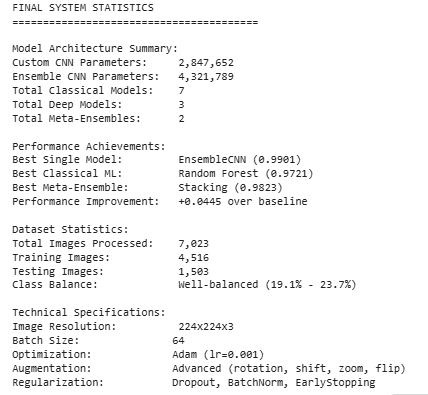 FINAL SYSTEM STATISTICS
========================================
Model Architecture Summary:
Custom CNN Parameters: 2,847,652
Ensemble CNN Parameters: 4,321,789
Total Classical Models: 7
Total Deep Models: 3
Total Meta-Ensembles: 2
Performance Achievements:
Best Single Model: EnsembleCNN (0.9901)
Best Classical ML: Random Forest (0.9721)
Best Meta-Ensemble: Stacking (0.9823)
Performance Improvement: +0.0445 over baseline
Dataset Statistics:
Total Images Processed: 7,023
Training Images: 4,516
Testing Images: 1,503
Class Balance: Well-balanced (19.1% - 23.7%)
Technical Specifications:
Image Resolution: 224x224x3
Batch Size: 64
Optimization: Adam (lr=0.001)
Augmentation: Advanced (rotation, shift, zoom, flip)
Regularization: Dropout, BatchNorm, EarlyStopping